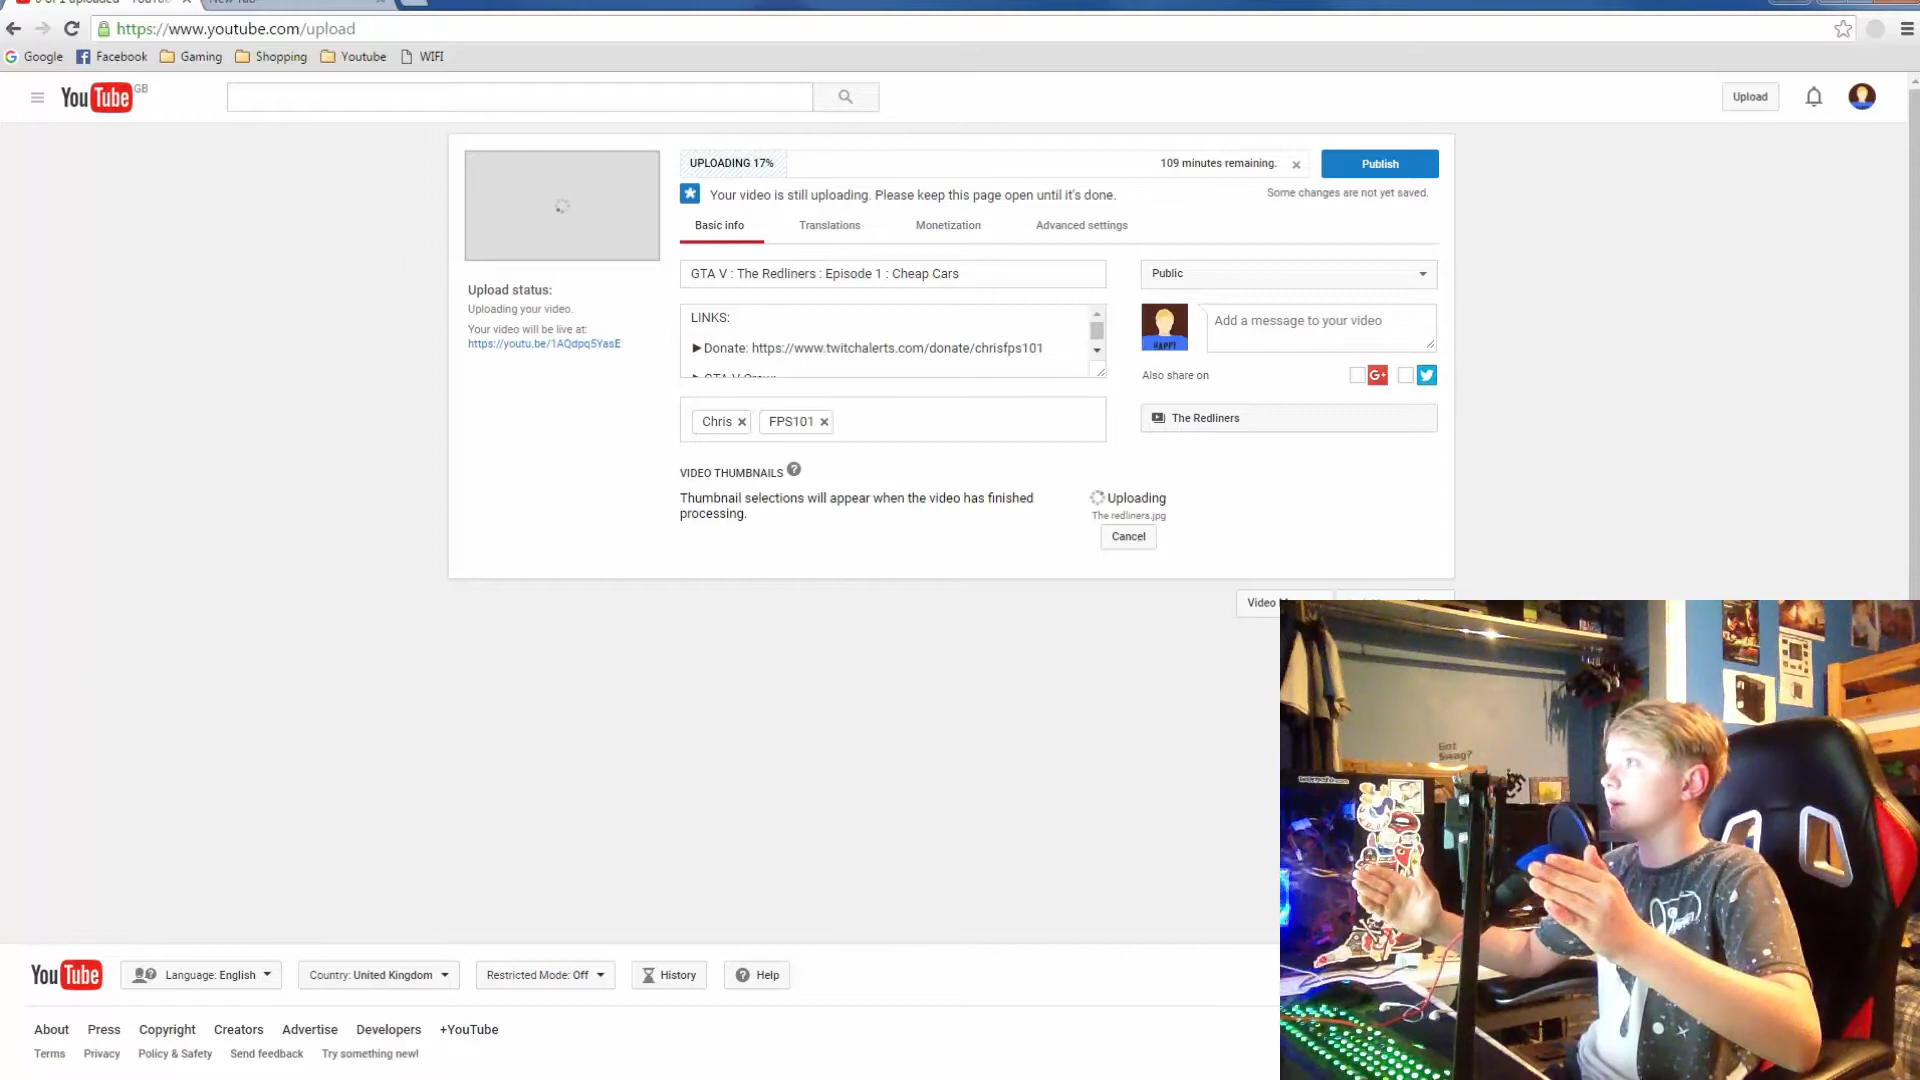 https://www.youtube.com/upload
Google
Facebook
Gaming
Shopping
Youtube
WIFI
YouTube GB
Upload
UPLOADING 17%
109 minutes remaining.
Publish
Your video is still uploading. Please keep this page open until it's done.
Some changes are not yet saved.
Basic info
Translations
Monetization
Advanced settings
GTA V : The Redliners : Episode 1 : Cheap Cars
Public
Upload status:
Uploading your video.
Your video will be live at:
https://youtu.be/1AQdpq5YasE
LINKS:
►Donate: https://www.twitchalerts.com/donate/chrisfps101
Add a message to your video
HAPPY
Also share on
G+
Chris
FPS101
The Redliners
VIDEO THUMBNAILS ?
Thumbnail selections will appear when the video has finished
processing.
Uploading
The redliners.jpg
Cancel
Video
Got
Swag?
YouTube
Language: English
Country: United Kingdom
Restricted Mode: Off
History
Help
About
Press
Copyright
Creators
Advertise
Developers
+YouTube
Terms
Privacy
Policy & Safety
Send feedback
Try something new!